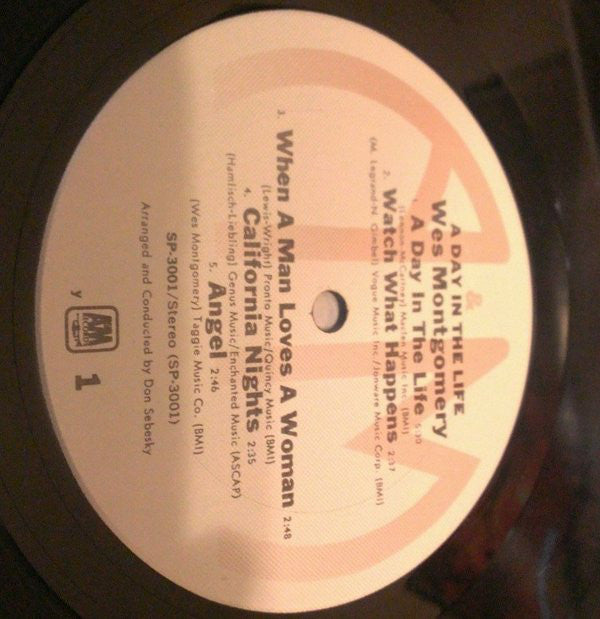 A DAY IN THE LIFE
Wes Montgomery
1. A Day In The Life 5:50
(Lennon-McCartney) Maclen Music Inc. (BMI)
2. Watch What Happens 2:37
(M. Legrand-N. Gimbel) Vogue Music Inc./Jonware Music Corp. (BMI)
3. When A Man Loves A Woman 2:48
(Lewis-Wright) Pronto Music/Quincy Music (BMI)
4. California Nights 2:35
(Hamlisch-Liebling) Genus Music/Enchanted Music (ASCAP)
5. Angel 2:46
(Wes Montgomery) Taggie Music Co. (BMI)
SP-3001/Stereo (SP-3001)
Arranged and Conducted by Don Sebesky
y
A&M
1
&